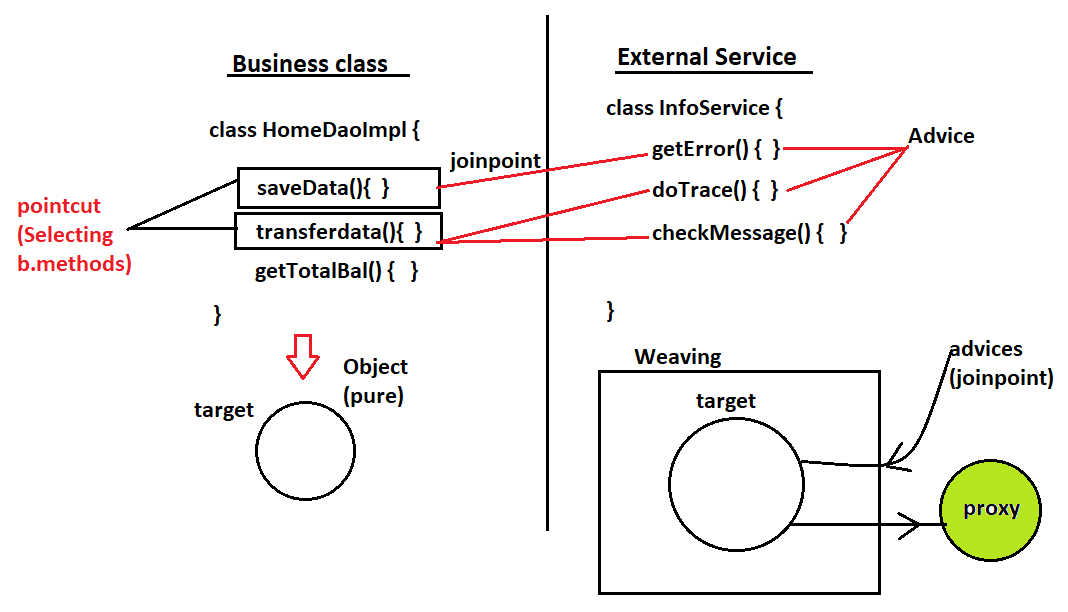 Business class
class HomeDaoImpl {
saveData(){  }
transferdata(){  }
getTotalBal() {  }
}
pointcut
(Selecting
b.methods)
joinpoint
Object
(pure)
target
External Service
class InfoService {
getError() {  }
doTrace() {  }
checkMessage() {  }
}
Advice
Weaving
target
advices
(joinpoint)
proxy